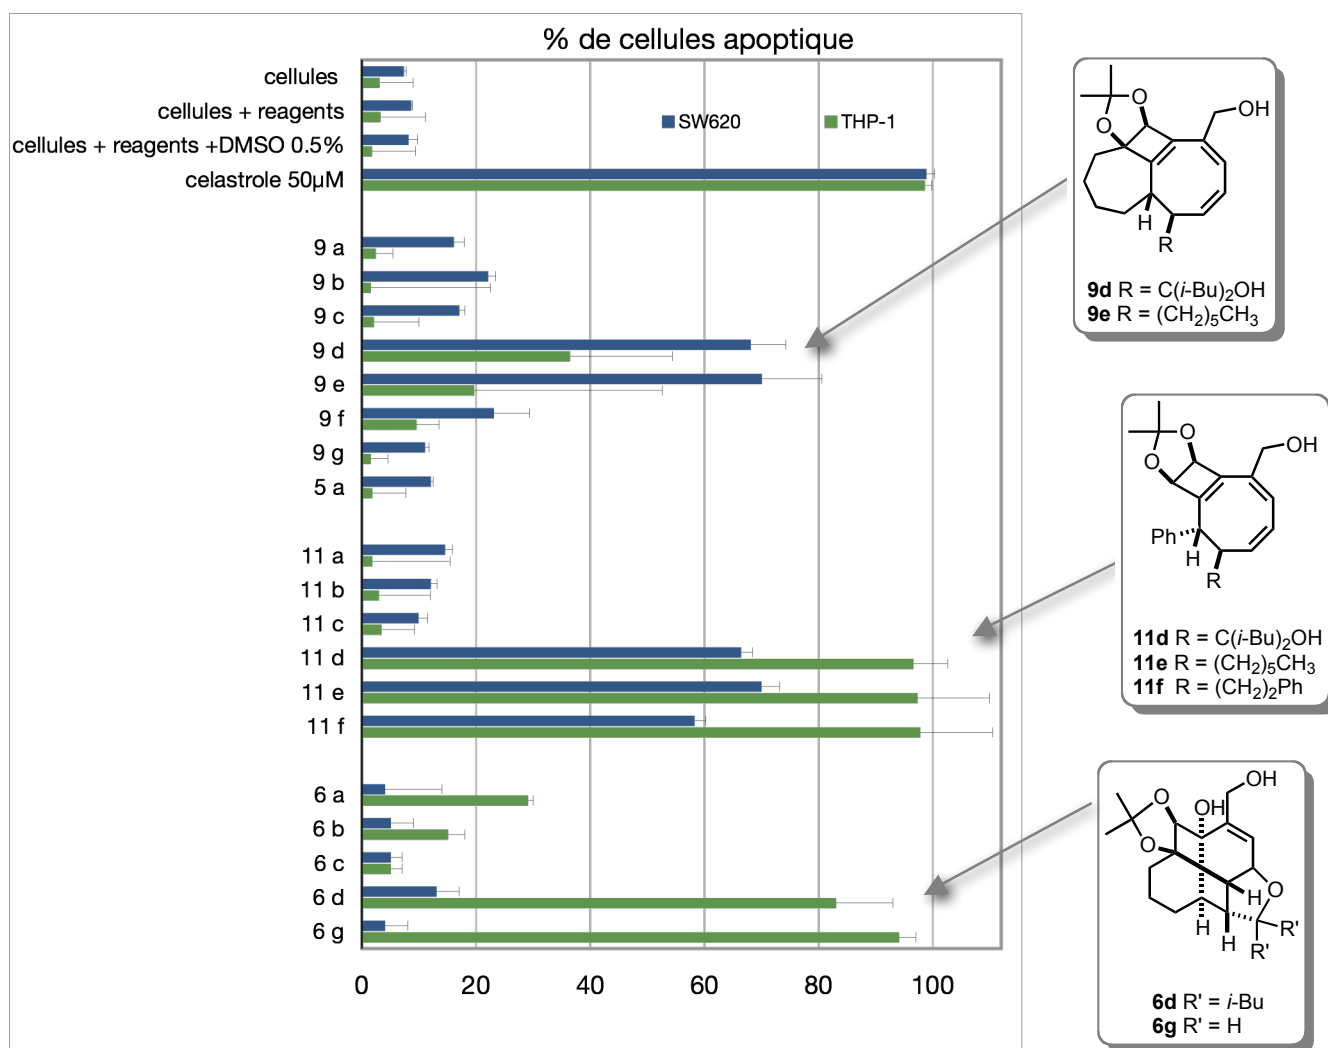 % de cellules apoptique
SW620
THP-1
cellules
cellules + reagents
cellules + reagents +DMSO 0.5%
celastrole 50µM
9 a
9 b
9 c
9 d
9 e
9 f
9 g
5 a
11 a
11 b
11 c
11 d
11 e
11 f
6 a
6 b
6 c
6 d
6 g
0 20 40 60 80 100
O
OH
O
H
R
9d R = C(i-Bu)₂OH
9e R = (CH₂)₅CH₃
O
OH
O
Ph
H
R
11d R = C(i-Bu)₂OH
11e R = (CH₂)₅CH₃
11f R = (CH₂)₂Ph
OH
O
OH
O
O
H
H
H
R'
R'
6d R' = i-Bu
6g R' = H